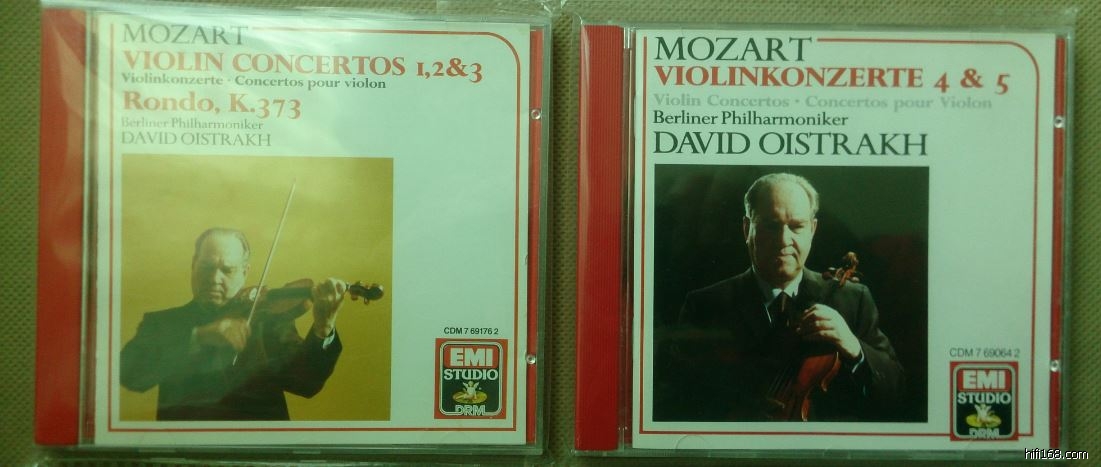 MOZART
VIOLIN CONCERTOS 1,2&3
Violinkonzerte · Concertos pour violon
Rondo, K.373
Berliner Philharmoniker
DAVID OISTRAKH
CDM 7 69176 2
EMI
STUDIO
DRM
MOZART
VIOLINKONZERTE 4 & 5
Violin Concertos · Concertos pour Violon
Berliner Philharmoniker
DAVID OISTRAKH
CDM 7 69064 2
EMI
STUDIO
DRM
hifi168.com